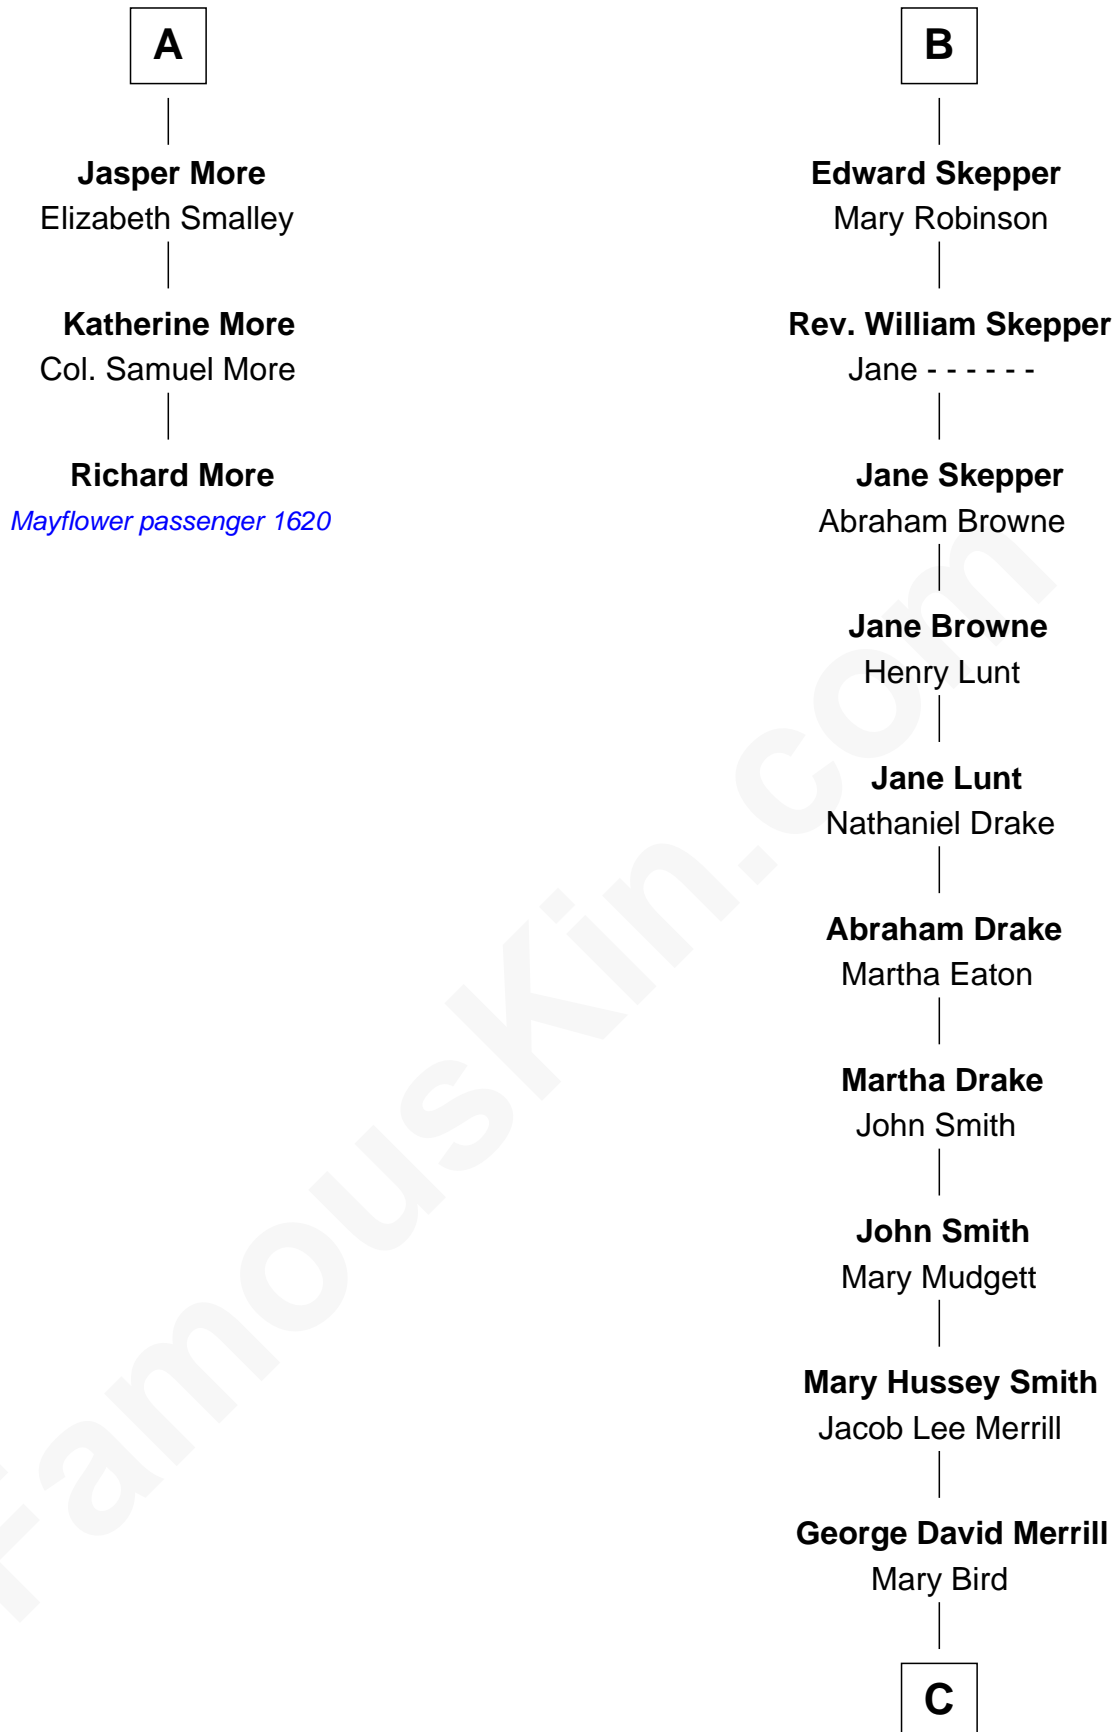 A
Jasper More
Elizabeth Smalley
Katherine More
Col. Samuel More
Richard More
Mayflower passenger 1620
B
Edward Skepper
Mary Robinson
Rev. William Skepper
Jane - - - - - -
Jane Skepper
Abraham Browne
Jane Browne
Henry Lunt
Jane Lunt
Nathaniel Drake
Abraham Drake
Martha Eaton
Martha Drake
John Smith
John Smith
Mary Mudgett
Mary Hussey Smith
Jacob Lee Merrill
George David Merrill
Mary Bird
C
FamousKin.com